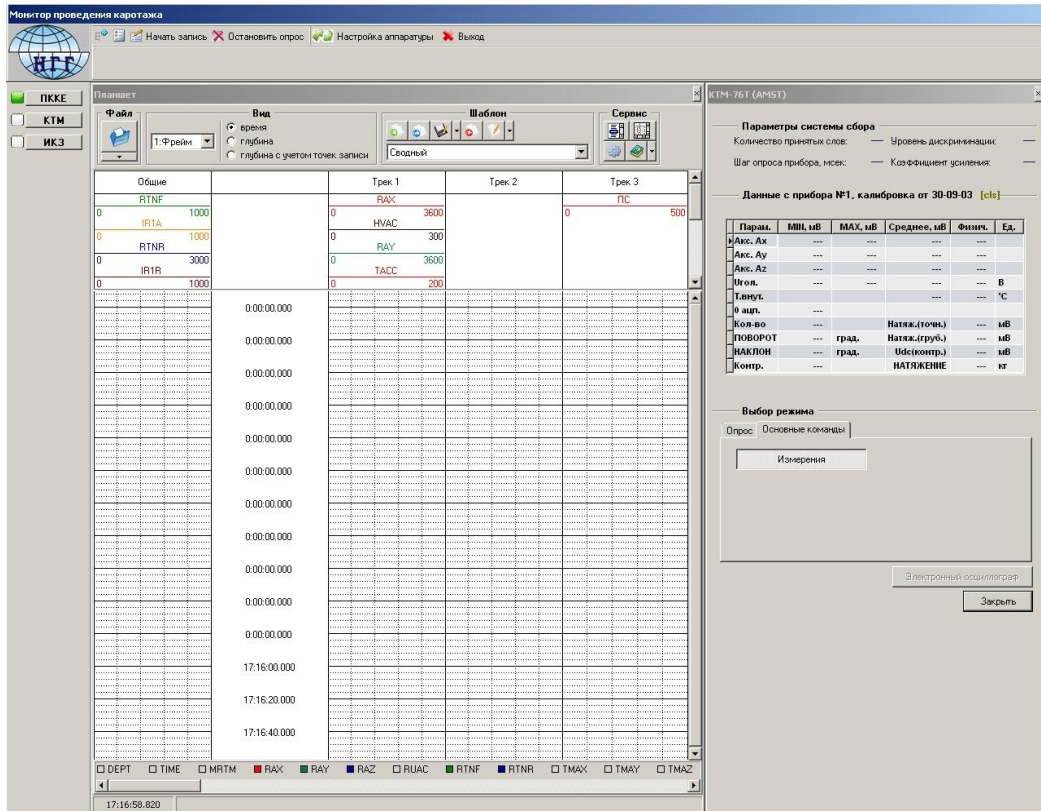 Монитор проведения каротажа
НГГ
Начать запись Остановить опрос Настройка аппаратуры Выход
ПККЕ
КТМ
ИКЗ
Планшет
Файл
Вид
1:Фрейм
время
глубина
глубина с учетом точек записи
Шаблон
Сводный
Сервис
Общие Трек 1 Трек 2 Трек 3
RTNF RAX ПС
0 1000 0 3600 0 500
IR1A HVAC
0 1000 0 300
RTNR RAY
0 3000 0 3600
IR1R TACC
0 1000 0 200
0:00:00.000
0:00:00.000
0:00:00.000
0:00:00.000
0:00:00.000
0:00:00.000
0:00:00.000
0:00:00.000
0:00:00.000
0:00:00.000
0:00:00.000
17:16:00.000
17:16:20.000
17:16:40.000
DEPT TIME MRTM RAX RAY RAZ RUAC RTNF RTNR TMAX TMAY TMAZ
17:16:58.820
КТМ-76Т (AMST)
Параметры системы сбора
Количество принятых слов: — Уровень дискриминации: —
Шаг опроса прибора, мсек: — Коэффициент усиления: —
Данные с прибора №1, калибровка от 30-09-03 [cls]
Парам. MIN, мВ MAX, мВ Среднее, мВ Физич. Ед.
Акс. Ax --- --- --- ---
Акс. Ay --- --- --- ---
Акс. Az --- --- --- ---
Uгол. --- --- --- --- В
Т.внут. --- --- °C
0 ацп. ---
Кол-во --- Натяж.(точн.) --- мВ
ПОВОРОТ --- град. Натяж.(груб.) --- мВ
НАКЛОН --- град. Udc(контр.) --- мВ
Контр. --- НАТЯЖЕНИЕ --- кг
Выбор режима
Опрос Основные команды
Измерения
Электронный осциллограф
Закрыть